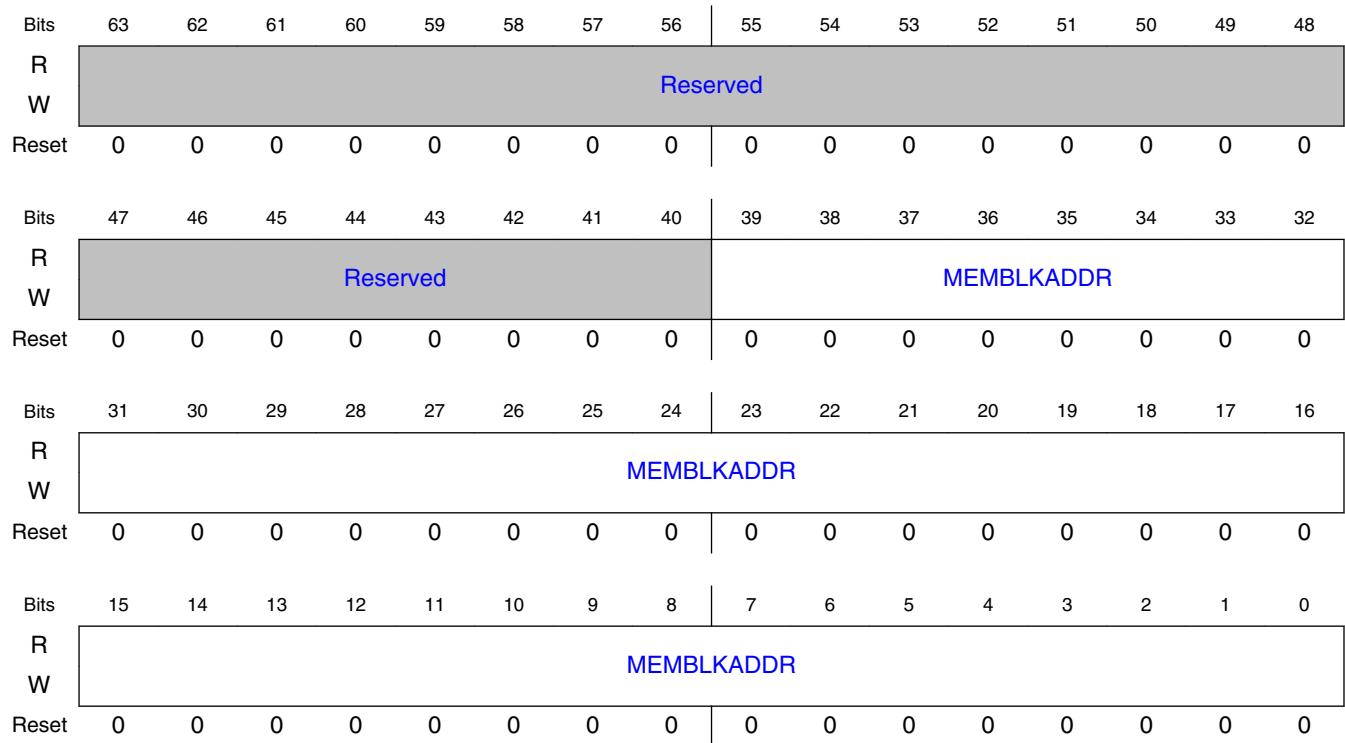 Bits 63 62 61 60 59 58 57 56 55 54 53 52 51 50 49 48
R
Reserved
W
Reset 0 0 0 0 0 0 0 0 0 0 0 0 0 0 0 0
Bits 47 46 45 44 43 42 41 40 39 38 37 36 35 34 33 32
R
Reserved MEMBLKADDR
W
Reset 0 0 0 0 0 0 0 0 0 0 0 0 0 0 0 0
Bits 31 30 29 28 27 26 25 24 23 22 21 20 19 18 17 16
R
MEMBLKADDR
W
Reset 0 0 0 0 0 0 0 0 0 0 0 0 0 0 0 0
Bits 15 14 13 12 11 10 9 8 7 6 5 4 3 2 1 0
R
MEMBLKADDR
W
Reset 0 0 0 0 0 0 0 0 0 0 0 0 0 0 0 0